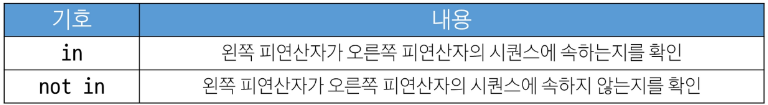 기호 내용
in 왼쪽 피연산자가 오른쪽 피연산자의 시퀀스에 속하는지를 확인
not in 왼쪽 피연산자가 오른쪽 피연산자의 시퀀스에 속하지 않는지를 확인